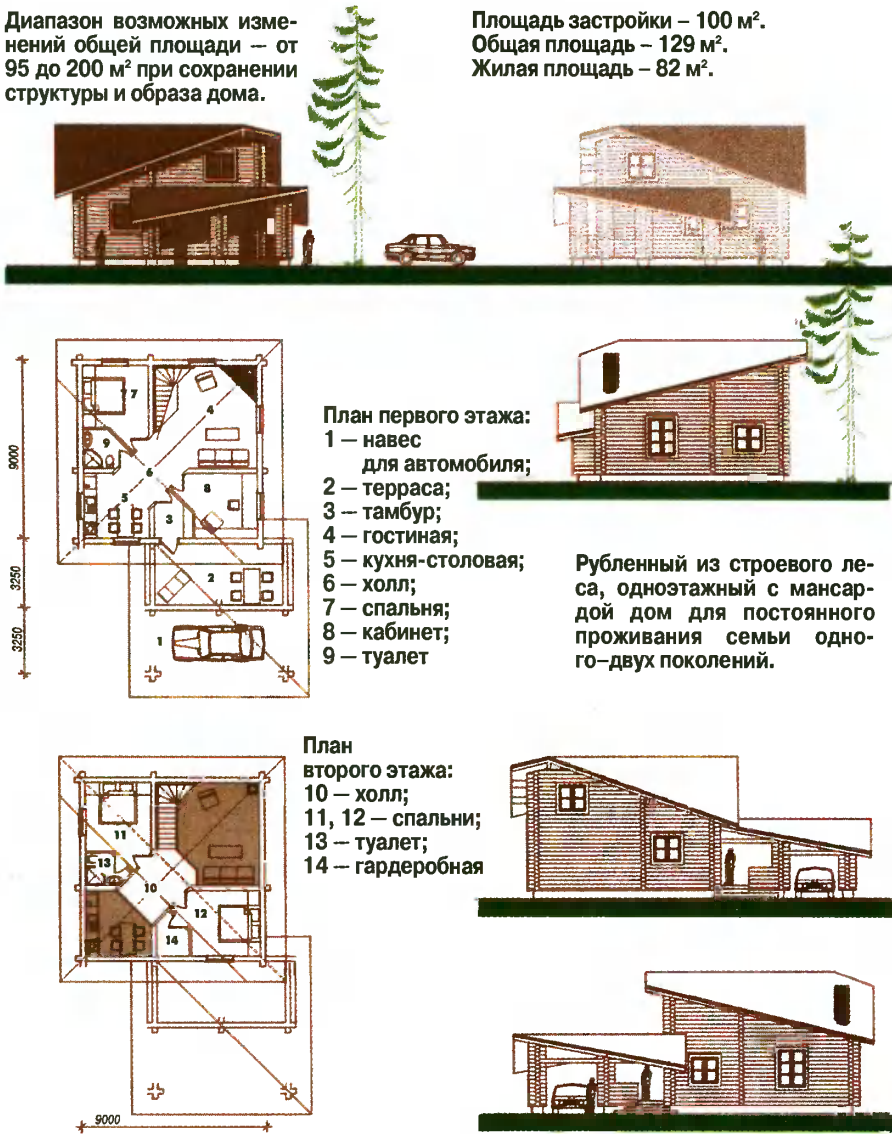 Диапазон возможных изме-
нений общей площади – от
95 до 200 м² при сохранении
структуры и образа дома.
Площадь застройки – 100 м².
Общая площадь – 129 м².
Жилая площадь – 82 м².
9000
3250
3250
7
4
9
6
8
5
3
2
1
План первого этажа:
1 – навес
для автомобиля;
2 – терраса;
3 – тамбур;
4 – гостиная;
5 – кухня-столовая;
6 – холл;
7 – спальня;
8 – кабинет;
9 – туалет
Рубленный из строевого ле-
са, одноэтажный с мансар-
дой дом для постоянного
проживания семьи одно-
го–двух поколений.
План
второго этажа:
10 – холл;
11, 12 – спальни;
13 – туалет;
14 – гардеробная
11
13
10
12
14
9000